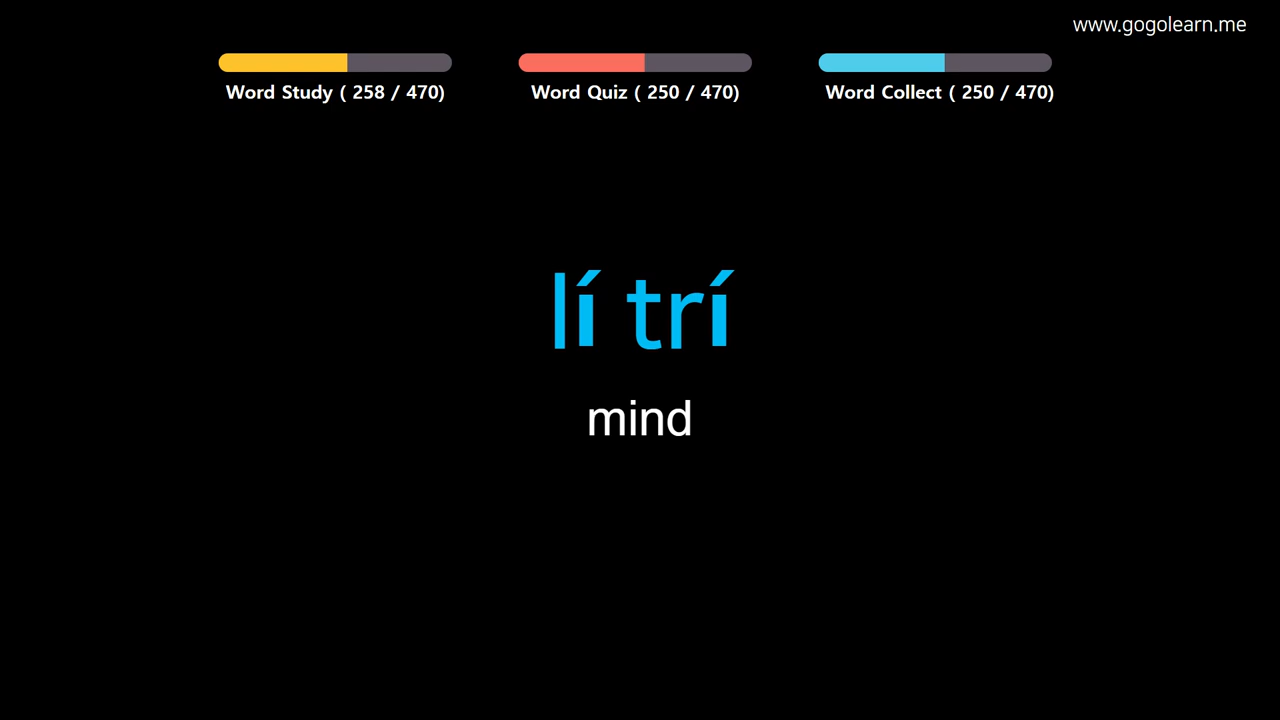 www.gogolearn.me
Word Study ( 258 / 470)
Word Quiz ( 250 / 470)
Word Collect ( 250 / 470)
lí trí
mind